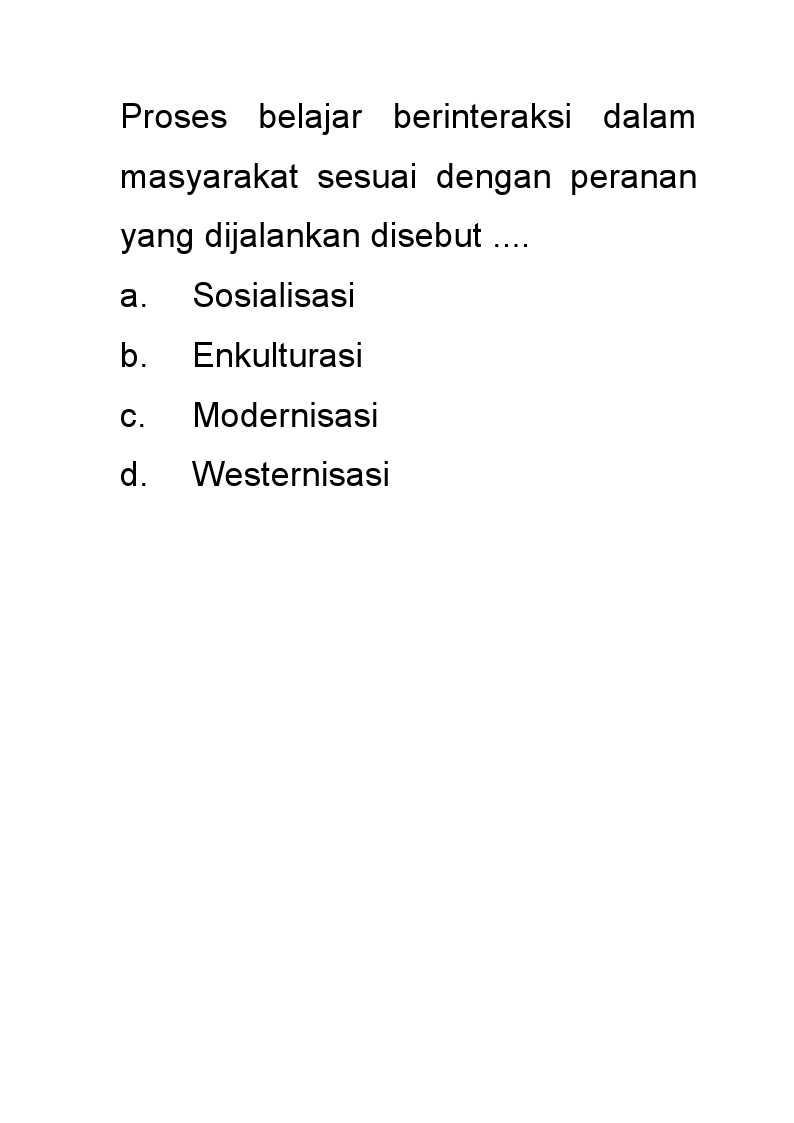 Proses belajar berinteraksi dalam
masyarakat sesuai dengan peranan
yang dijalankan disebut ....
a. Sosialisasi
b. Enkulturasi
c. Modernisasi
d. Westernisasi